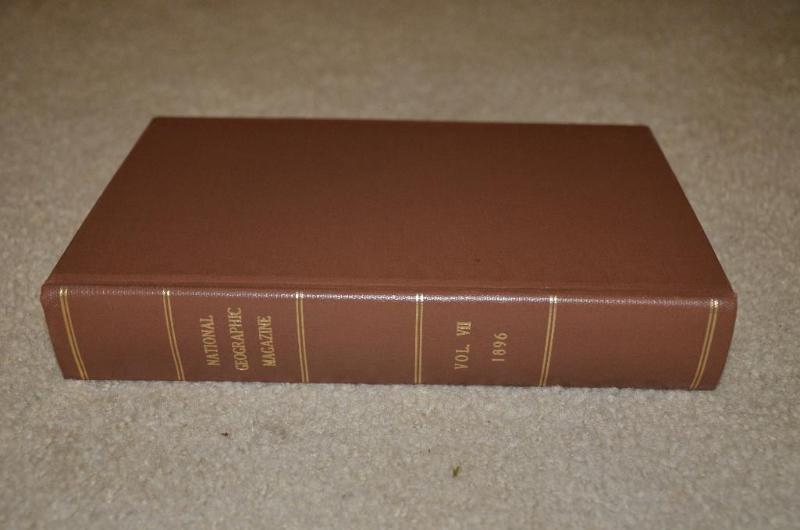 NATIONAL
GEOGRAPHIC
MAGAZINE
VOL. VII
1896